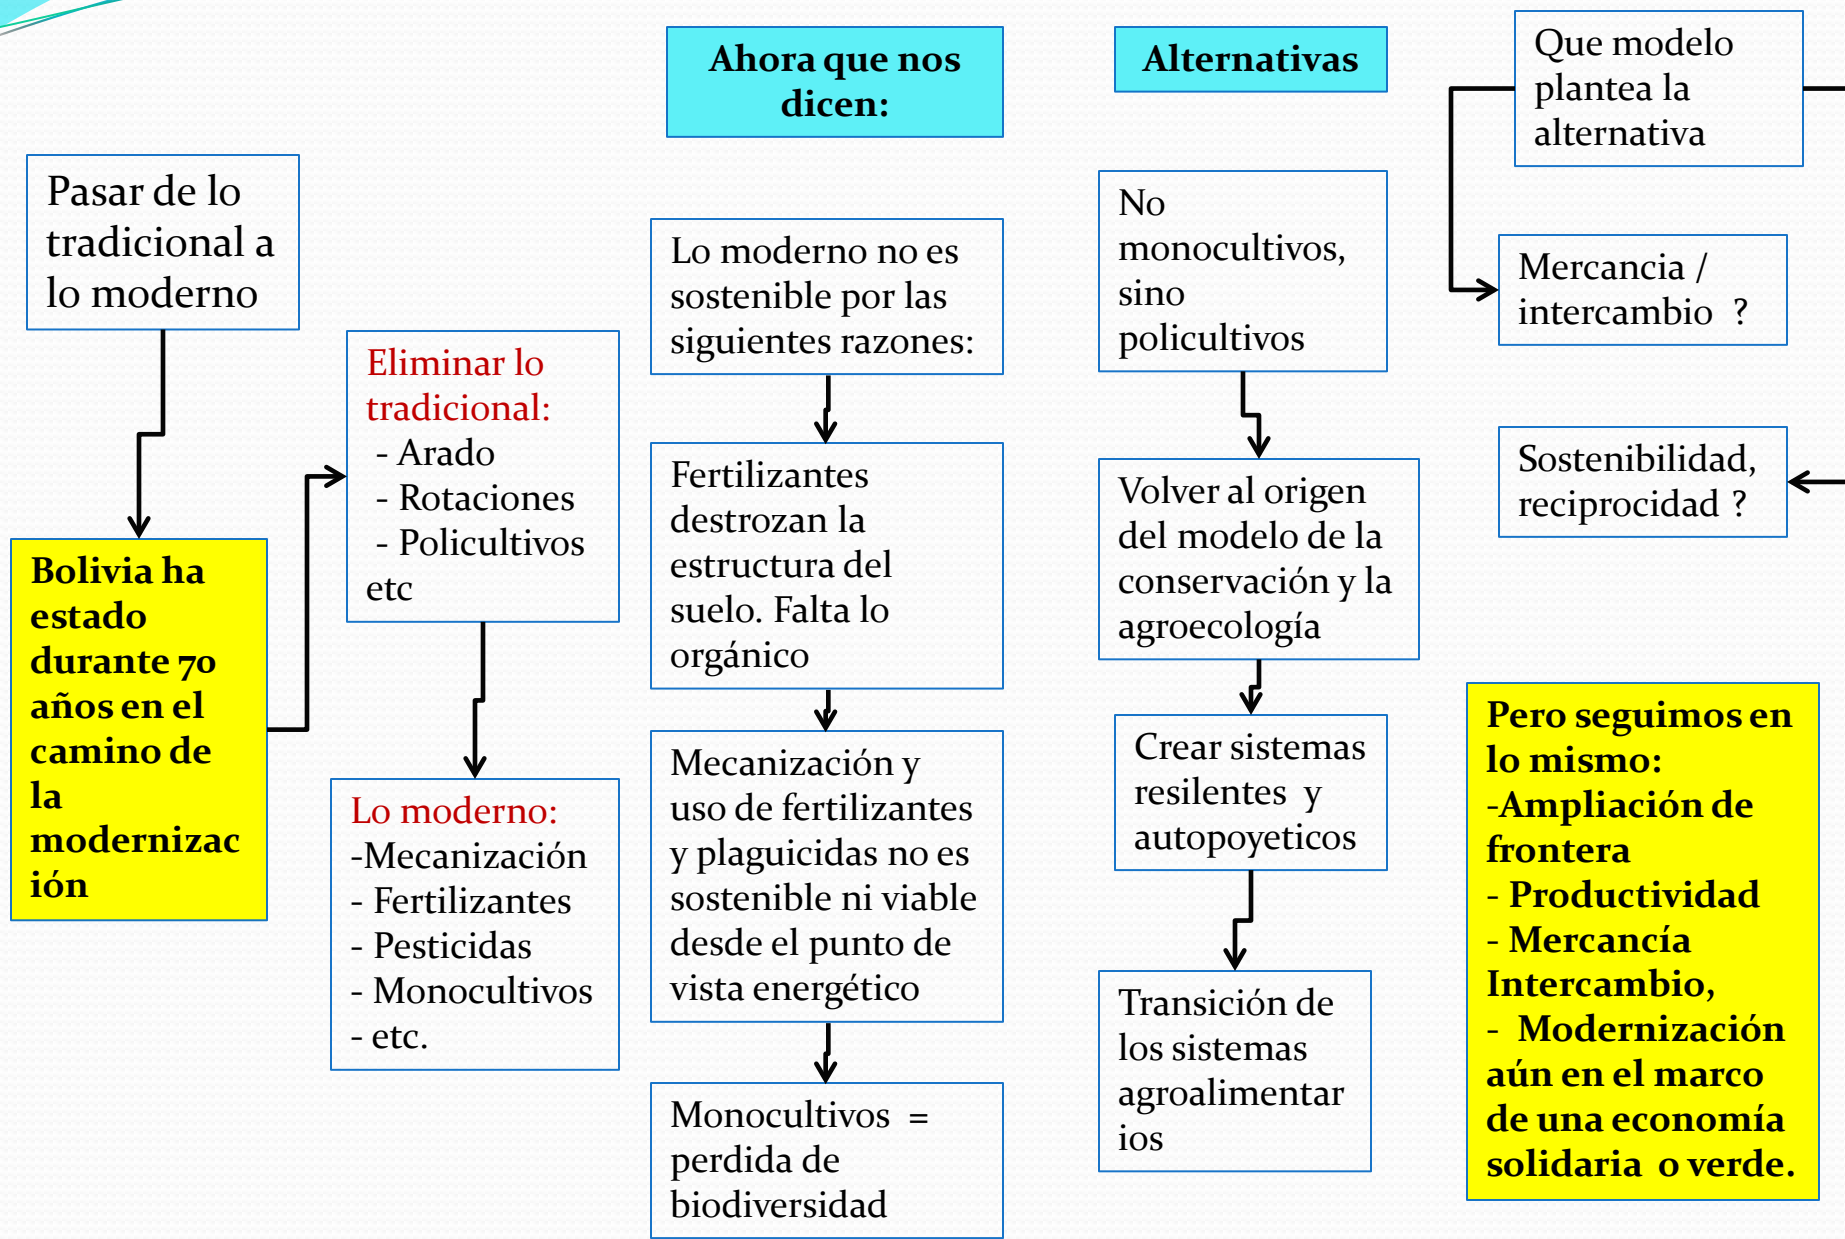 Pasar de lo
tradicional a
lo moderno
Bolivia ha
estado
durante 70
años en el
camino de
la
modernizac
ión
Eliminar lo
tradicional:
- Arado
- Rotaciones
- Policultivos
etc
Lo moderno:
-Mecanización
- Fertilizantes
- Pesticidas
- Monocultivos
- etc.
Ahora que nos
dicen:
Lo moderno no es
sostenible por las
siguientes razones:
Fertilizantes
destrozan la
estructura del
suelo. Falta lo
orgánico
Mecanización y
uso de fertilizantes
y plaguicidas no es
sostenible ni viable
desde el punto de
vista energético
Monocultivos =
perdida de
biodiversidad
Alternativas
No
monocultivos,
sino
policultivos
Volver al origen
del modelo de la
conservación y la
agroecología
Crear sistemas
resilentes y
autopoyeticos
Transición de
los sistemas
agroalimentar
ios
Que modelo
plantea la
alternativa
Mercancia /
intercambio ?
Sostenibilidad,
reciprocidad ?
Pero seguimos en
lo mismo:
-Ampliación de
frontera
- Productividad
- Mercancía
Intercambio,
- Modernización
aún en el marco
de una economía
solidaria o verde.